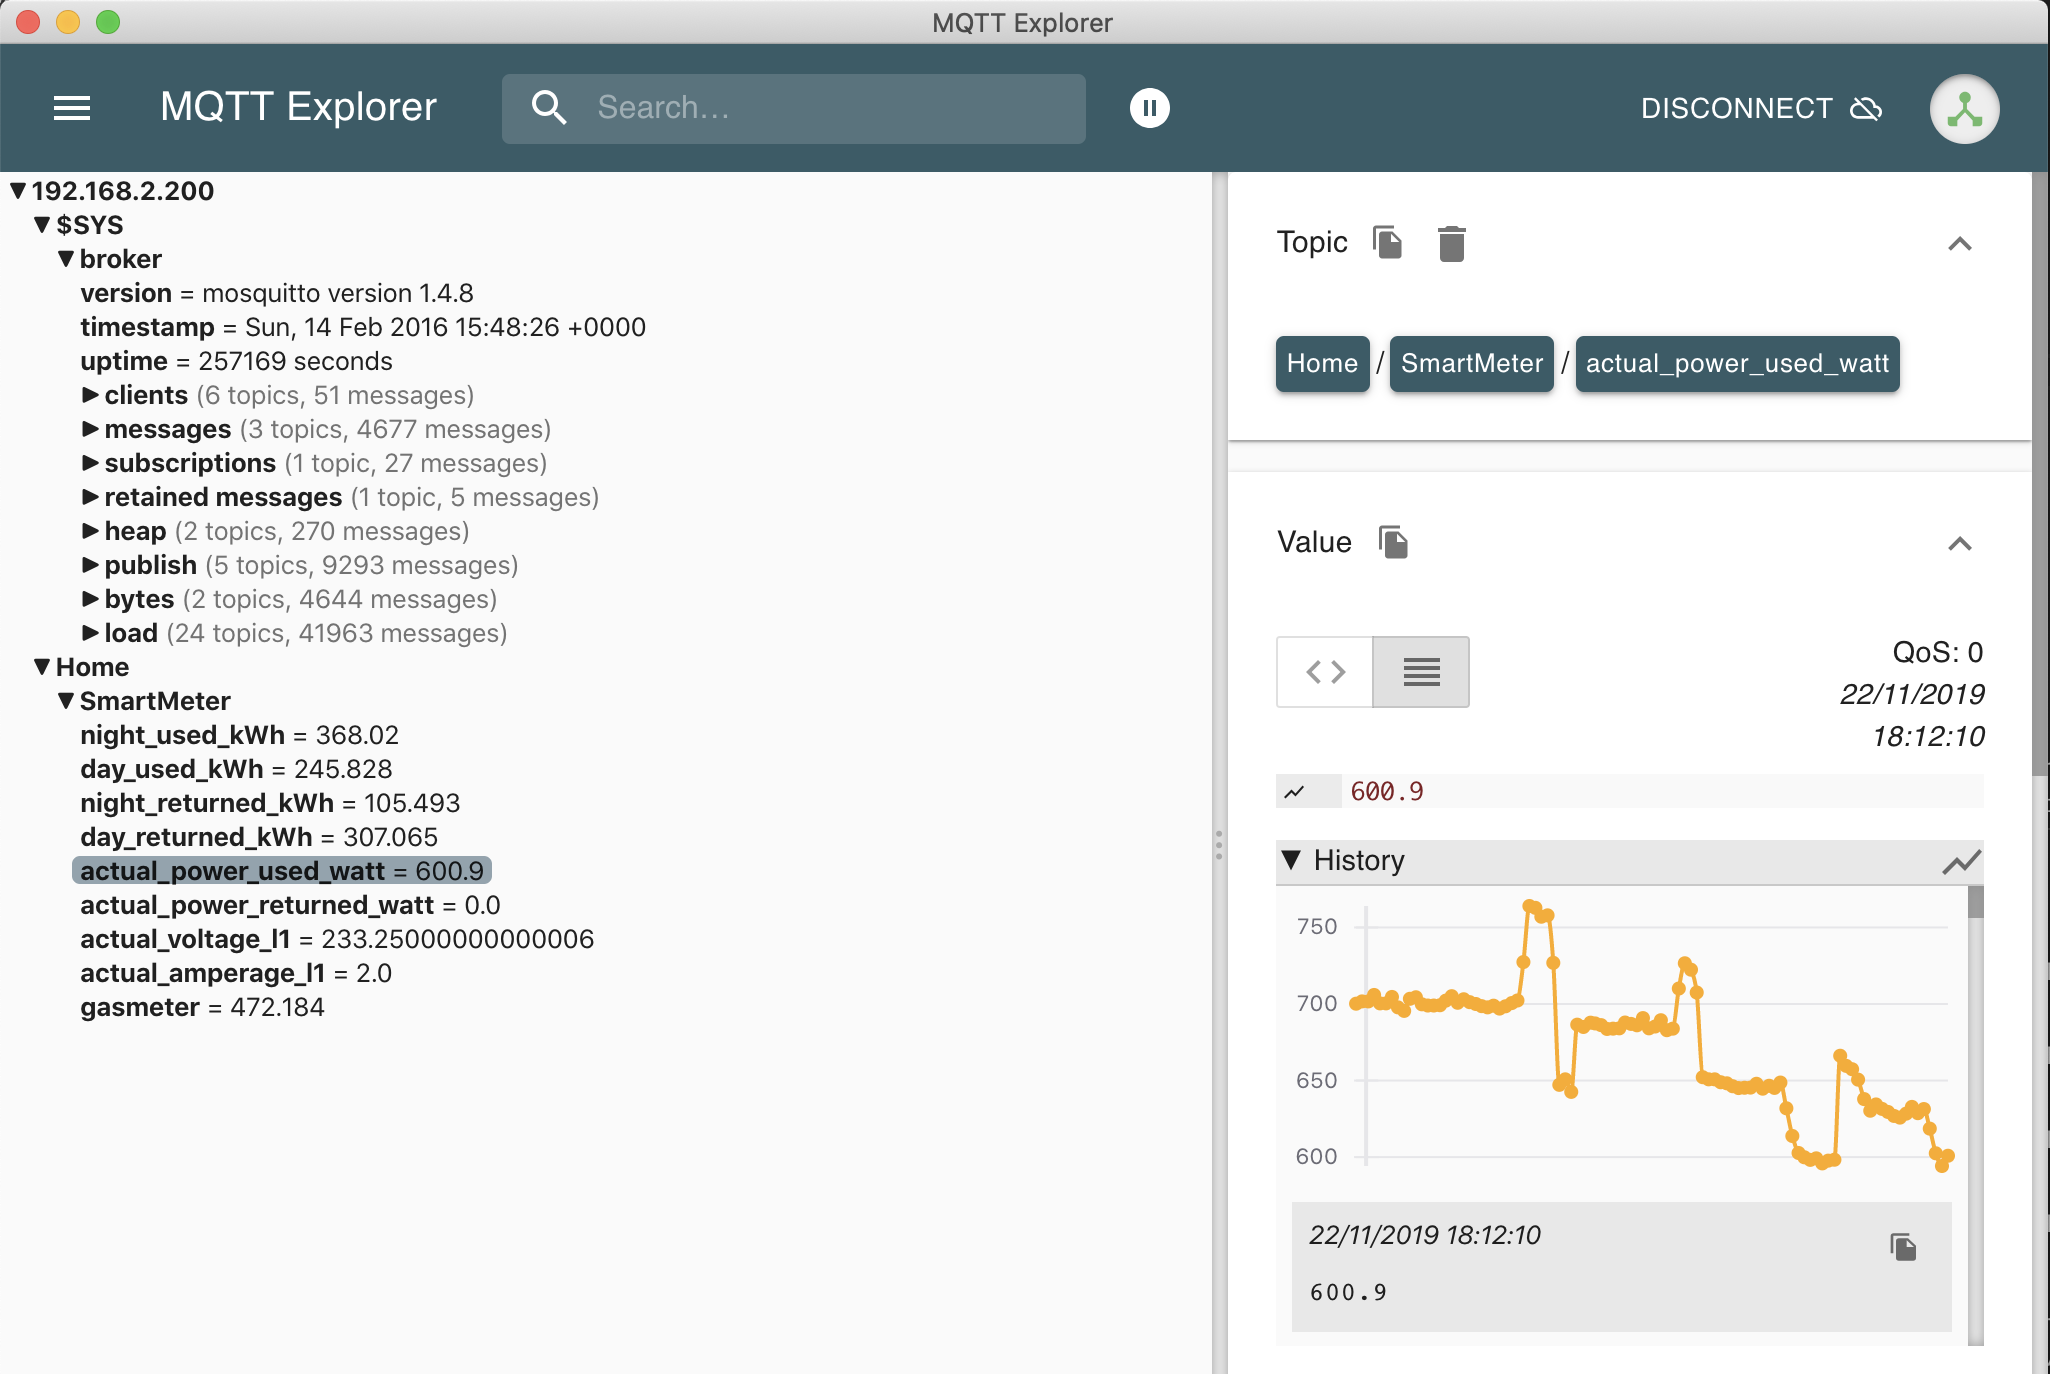 MQTT Explorer
MQTT Explorer
Search...
DISCONNECT
192.168.2.200
$SYS
broker
version = mosquitto version 1.4.8
timestamp = Sun, 14 Feb 2016 15:48:26 +0000
uptime = 257169 seconds
clients (6 topics, 51 messages)
messages (3 topics, 4677 messages)
subscriptions (1 topic, 27 messages)
retained messages (1 topic, 5 messages)
heap (2 topics, 270 messages)
publish (5 topics, 9293 messages)
bytes (2 topics, 4644 messages)
load (24 topics, 41963 messages)
Home
SmartMeter
night_used_kWh = 368.02
day_used_kWh = 245.828
night_returned_kWh = 105.493
day_returned_kWh = 307.065
actual_power_used_watt = 600.9
actual_power_returned_watt = 0.0
actual_voltage_l1 = 233.25000000000006
actual_amperage_l1 = 2.0
gasmeter = 472.184
Topic
Home / SmartMeter / actual_power_used_watt
Value
QoS: 0
22/11/2019
18:12:10
600.9
History
750
700
650
600
22/11/2019 18:12:10
600.9